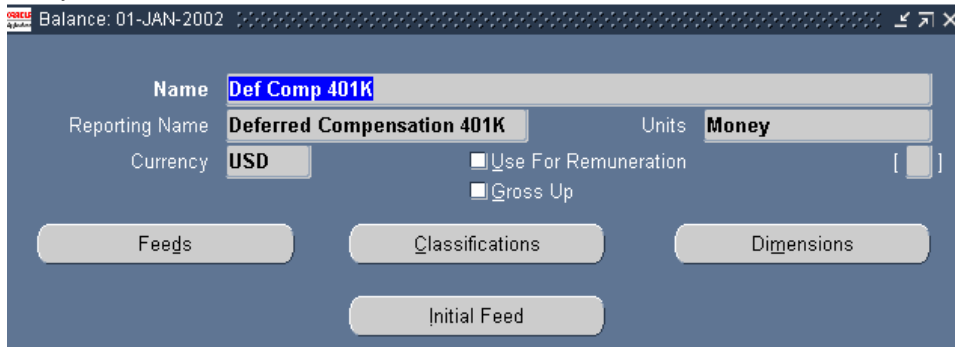 ORACLE Balance: 01-JAN-2002
Name Def Comp 401K
Reporting Name Deferred Compensation 401K Units Money
Currency USD Use For Remuneration [ ]
Gross Up
Feeds Classifications Dimensions
Initial Feed